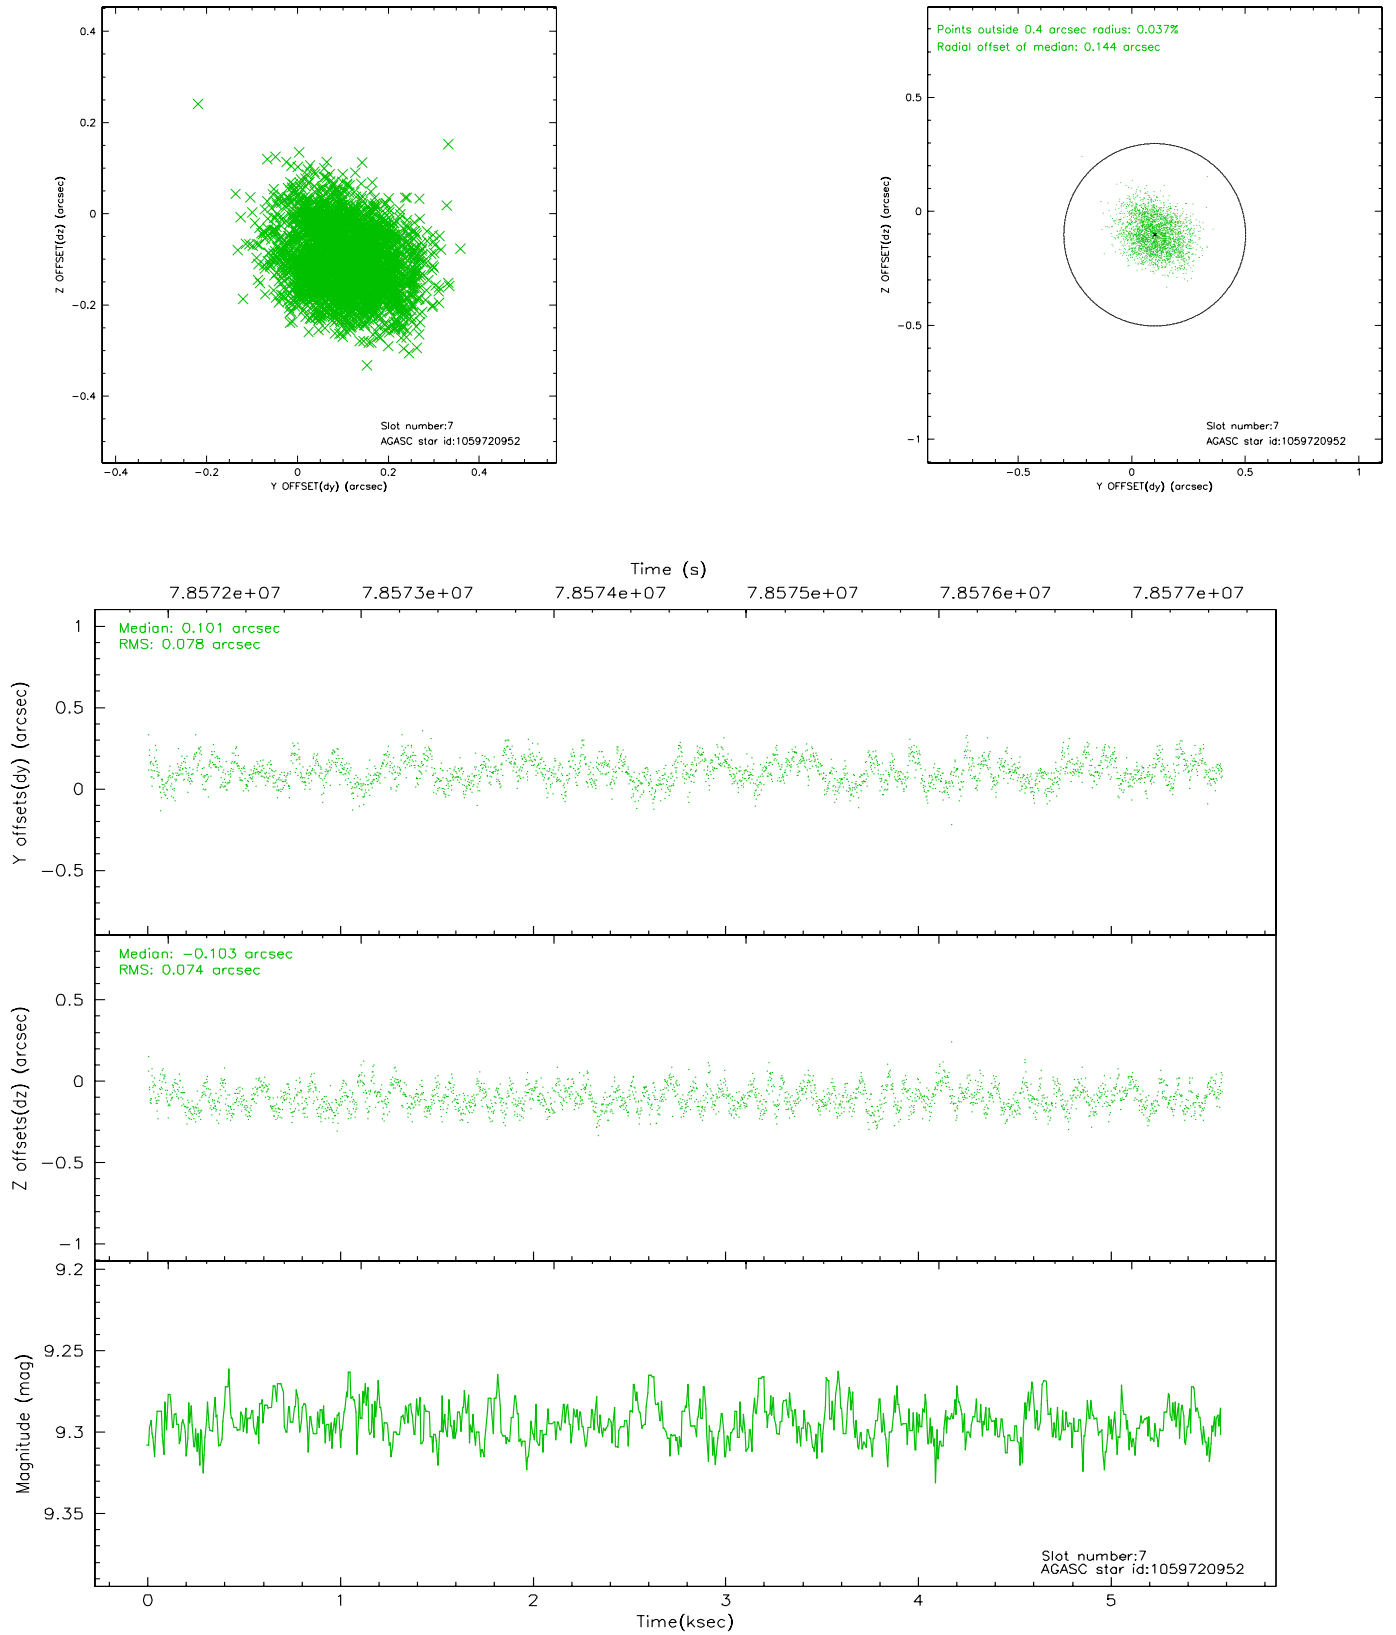 0.4
0.2
0
−0.2
−0.4
Z OFFSET(dz) (arcsec)
Slot number:7
AGASC star id:1059720952
−0.4 −0.2 0 0.2 0.4
Y OFFSET(dy) (arcsec)
Points outside 0.4 arcsec radius: 0.037%
Radial offset of median: 0.144 arcsec
0.5
0
−0.5
−1
Z OFFSET(dz) (arcsec)
Slot number:7
AGASC star id:1059720952
−0.5 0 0.5 1
Y OFFSET(dy) (arcsec)
Time (s)
7.8572e+07 7.8573e+07 7.8574e+07 7.8575e+07 7.8576e+07 7.8577e+07
Median: 0.101 arcsec
RMS: 0.078 arcsec
1
0.5
0
−0.5
Y offsets(dy) (arcsec)
Median: −0.103 arcsec
RMS: 0.074 arcsec
0.5
0
−0.5
−1
Z offsets(dz) (arcsec)
9.2
9.25
9.3
9.35
Magnitude (mag)
Slot number:7
AGASC star id:1059720952
0 1 2 3 4 5
Time(ksec)